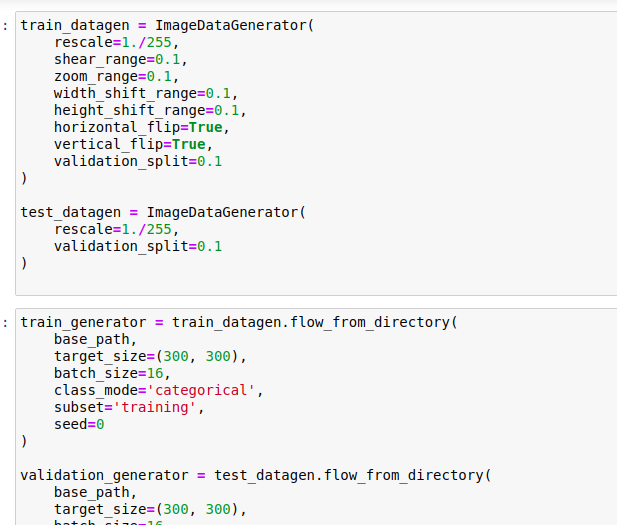 : train_datagen = ImageDataGenerator(
    rescale=1./255,
    shear_range=0.1,
    zoom_range=0.1,
    width_shift_range=0.1,
    height_shift_range=0.1,
    horizontal_flip=True,
    vertical_flip=True,
    validation_split=0.1
)
test_datagen = ImageDataGenerator(
    rescale=1./255,
    validation_split=0.1
)
: train_generator = train_datagen.flow_from_directory(
    base_path,
    target_size=(300, 300),
    batch_size=16,
    class_mode='categorical',
    subset='training',
    seed=0
)
validation_generator = test_datagen.flow_from_directory(
    base_path,
    target_size=(300, 300),
    batch_size=16,